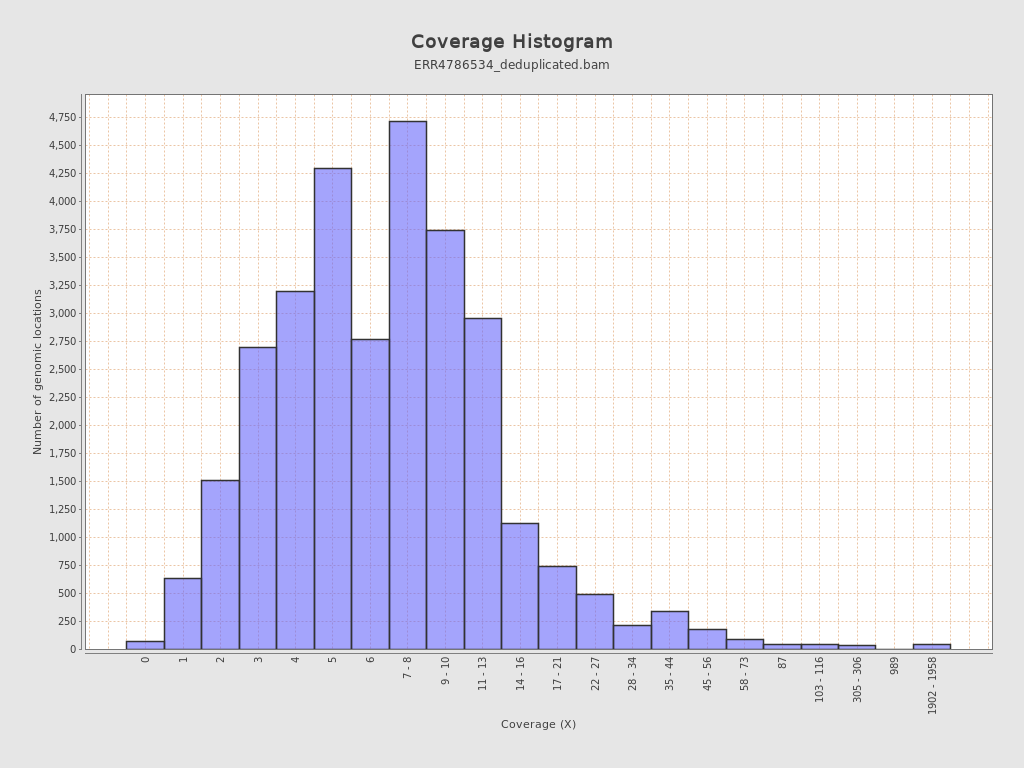 Coverage Histogram
ERR4786534_deduplicated.bam
Number of genomic locations
4,750
4,500
4,250
4,000
3,750
3,500
3,250
3,000
2,750
2,500
2,250
2,000
1,750
1,500
1,250
1,000
750
500
250
0
0
1
2
3
4
5
6
7 - 8
9 - 10
11 - 13
14 - 16
17 - 21
22 - 27
28 - 34
35 - 44
45 - 56
58 - 73
87
103 - 116
305 - 306
989
1902 - 1958
Coverage (X)